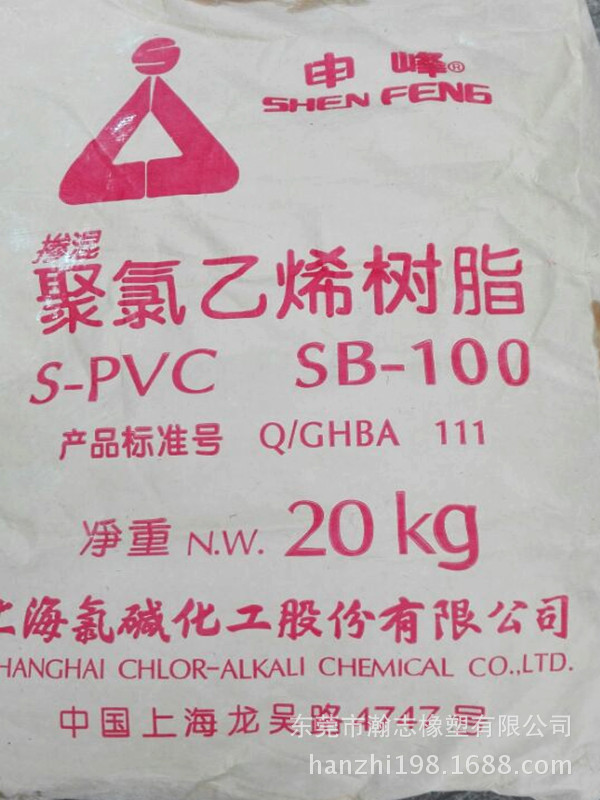 申峰®
SHEN FENG
掺混
聚氯乙烯树脂
S-PVC SB-100
产品标准号 Q/GHBA 111
净重 N.W. 20 kg
上海氯碱化工股份有限公司
SHANGHAI CHLOR-ALKALI CHEMICAL CO.,LTD.
中国上海龙吴路4747号
东莞市瀚志橡塑有限公司
hanzhi198.1688.com